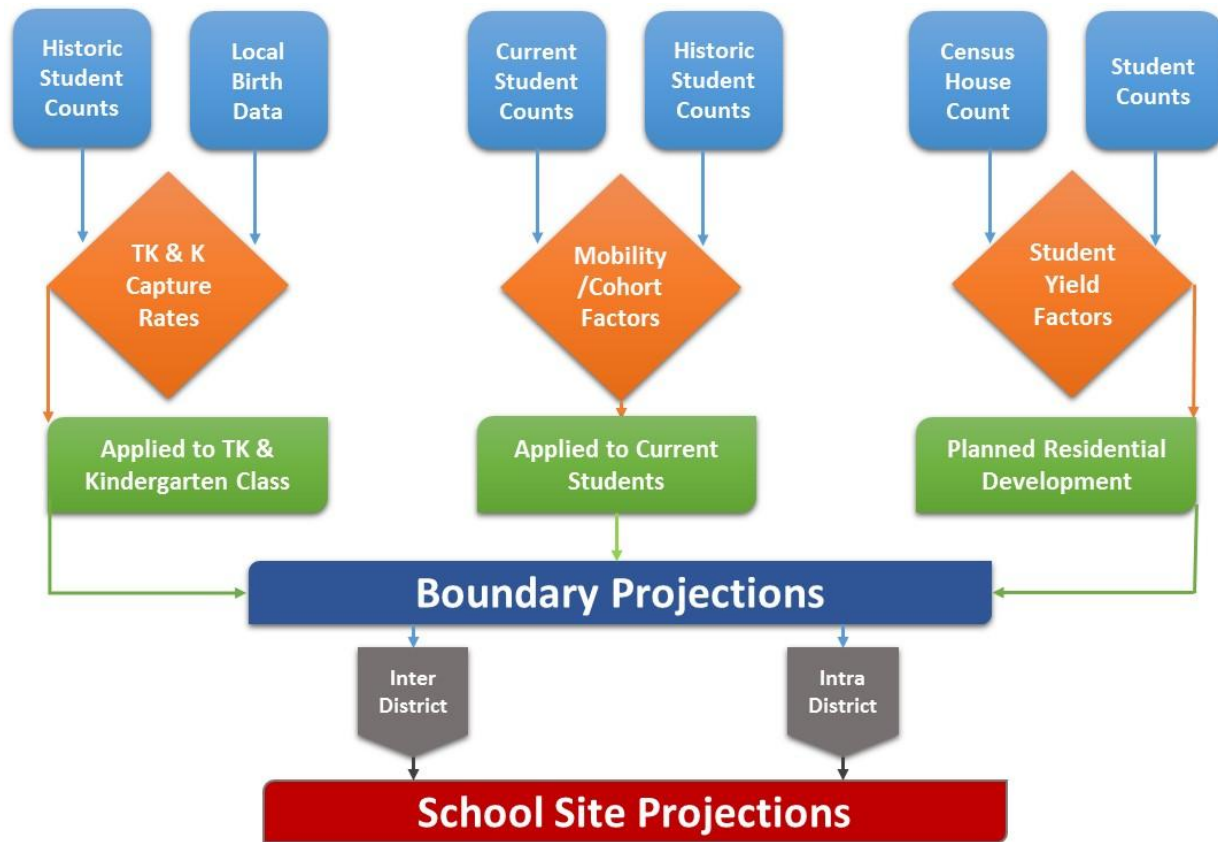 Historic
Student
Counts
Local
Birth
Data
Current
Student
Counts
Historic
Student
Counts
Census
House
Count
Student
Counts
TK & K
Capture
Rates
Mobility
/Cohort
Factors
Student
Yield
Factors
Applied to TK &
Kindergarten Class
Applied to Current
Students
Planned Residential
Development
Boundary Projections
Inter
District
Intra
District
School Site Projections